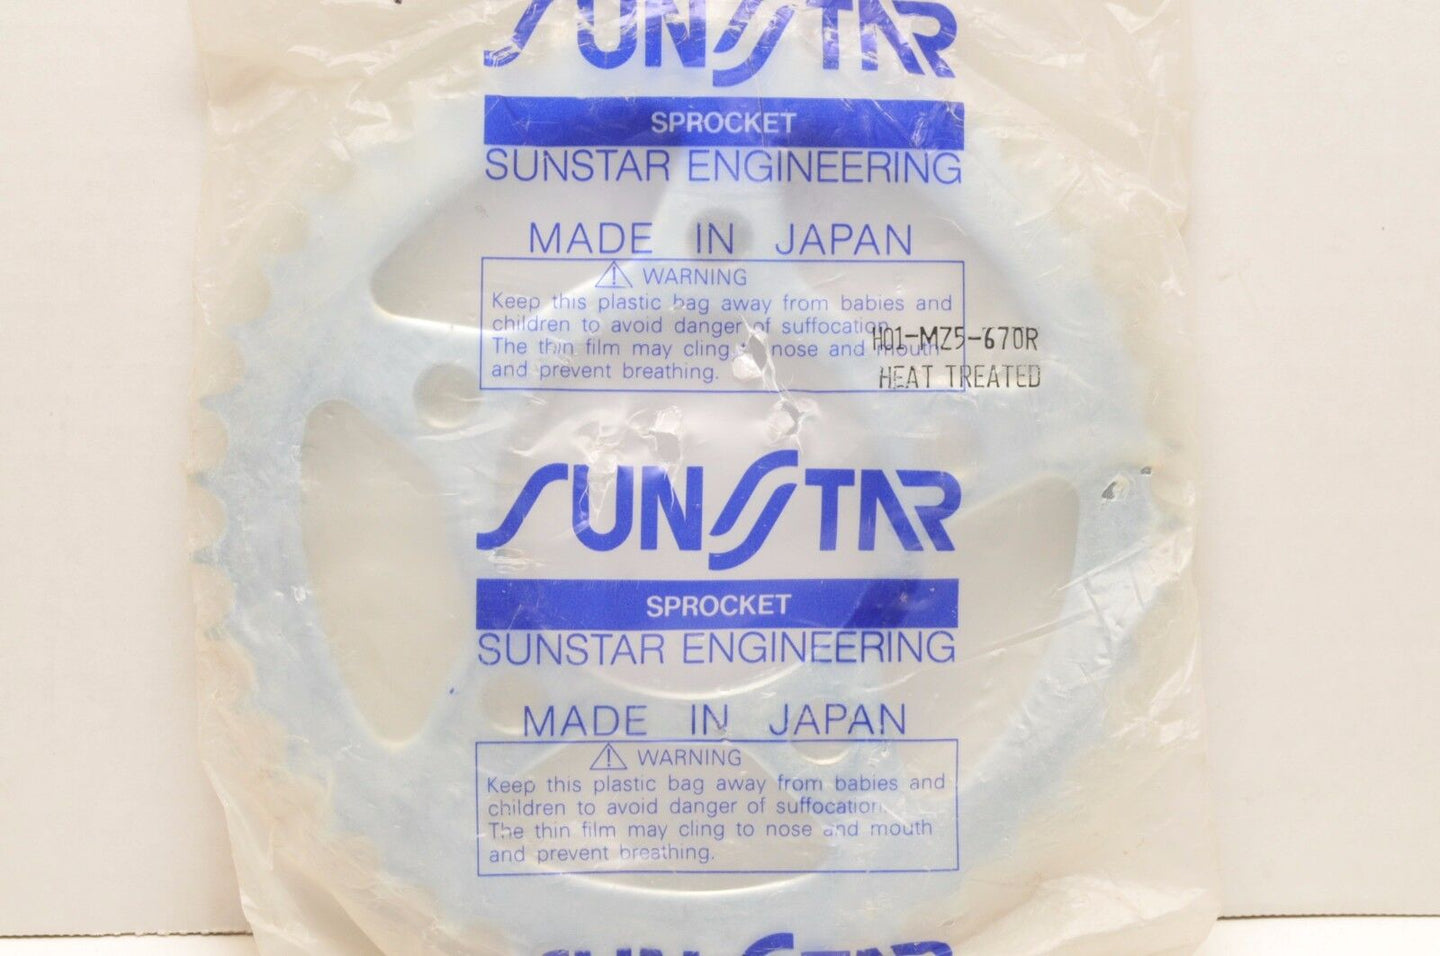 SUNSTAR
SPROCKET
SUNSTAR ENGINEERING
MADE IN JAPAN
WARNING
Keep this plastic bag away from babies and
children to avoid danger of suffocation
The thin film may cling to nose and mouth
and prevent breathing.
H01-MZ5-670R
HEAT TREATED
SUNSTAR
SPROCKET
SUNSTAR ENGINEERING
MADE IN JAPAN
WARNING
Keep this plastic bag away from babies and
children to avoid danger of suffocation.
The thin film may cling to nose and mouth
and prevent breathing.
SUNSTAR